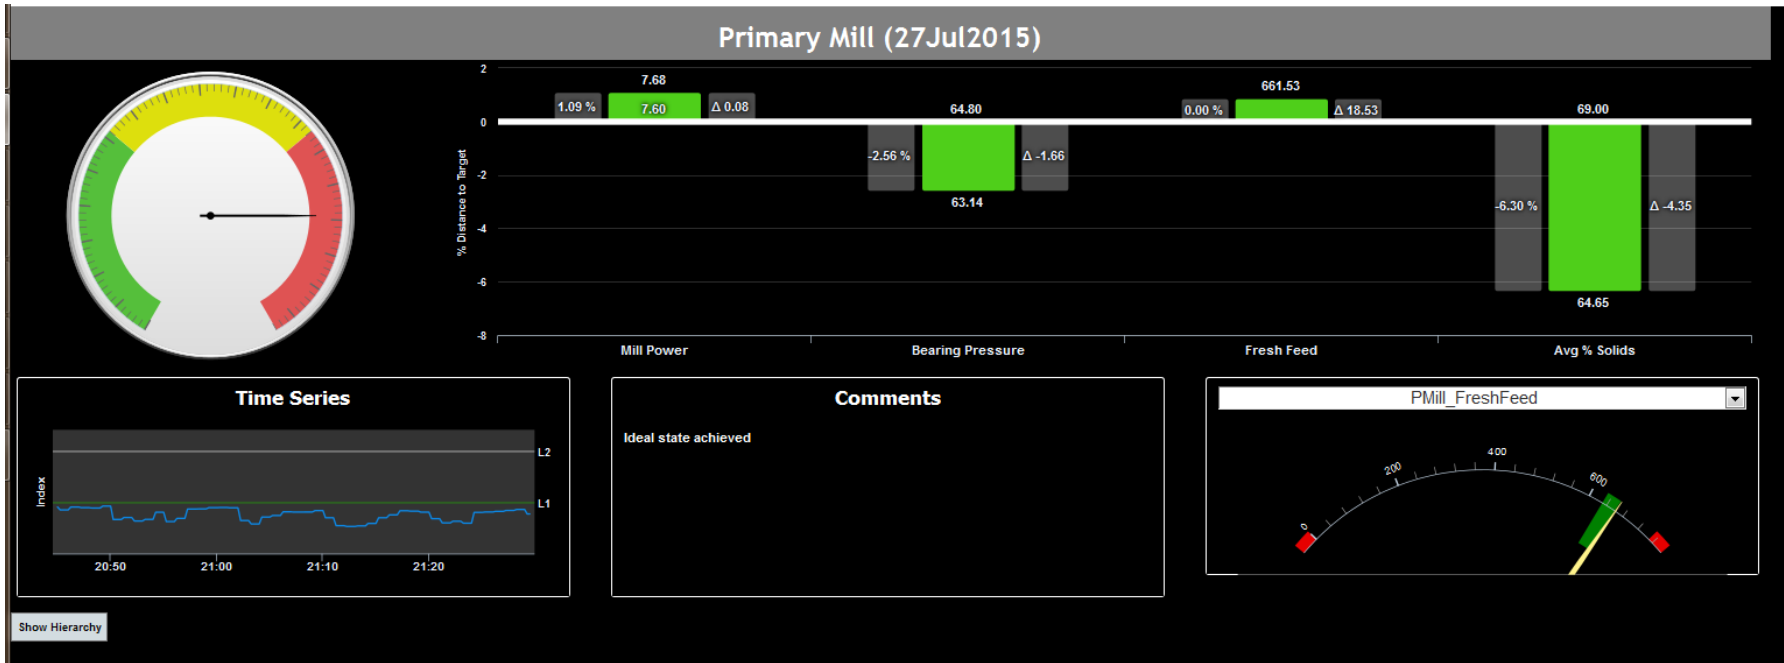 Primary Mill (27Jul2015)
% Distance to Target
2
0
-2
-4
-6
-8
7.68
1.09 %
7.60
Δ 0.08
64.80
-2.56 %
Δ -1.66
63.14
661.53
0.00 %
Δ 18.53
69.00
-6.30 %
Δ -4.35
64.65
Mill Power
Bearing Pressure
Fresh Feed
Avg % Solids
Time Series
Index
L2
L1
20:50
21:00
21:10
21:20
Comments
Ideal state achieved
PMill_FreshFeed
0
200
400
600
Show Hierarchy